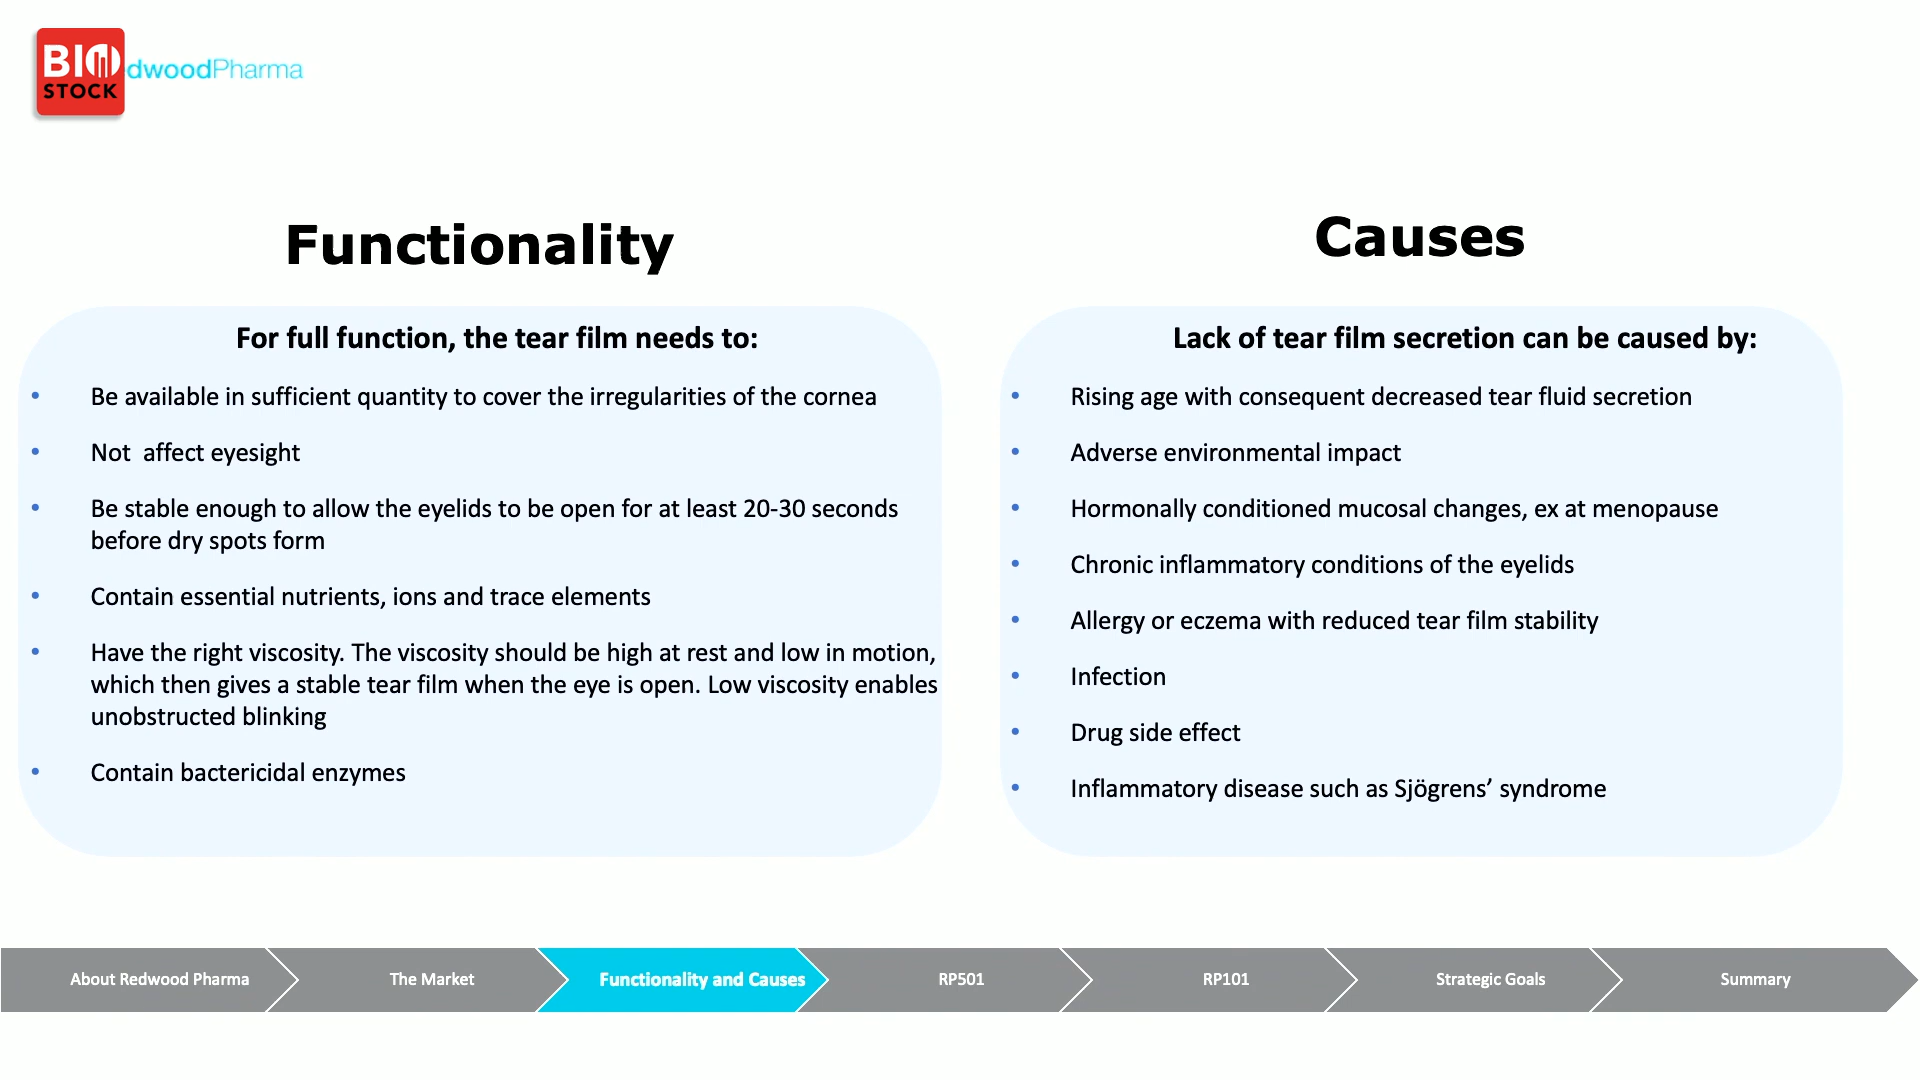 BIO
STOCK
dwoodPharma
Functionality
For full function, the tear film needs to:
• Be available in sufficient quantity to cover the irregularities of the cornea
• Not  affect eyesight
• Be stable enough to allow the eyelids to be open for at least 20-30 seconds
before dry spots form
• Contain essential nutrients, ions and trace elements
• Have the right viscosity. The viscosity should be high at rest and low in motion,
which then gives a stable tear film when the eye is open. Low viscosity enables
unobstructed blinking
• Contain bactericidal enzymes
Causes
Lack of tear film secretion can be caused by:
• Rising age with consequent decreased tear fluid secretion
• Adverse environmental impact
• Hormonally conditioned mucosal changes, ex at menopause
• Chronic inflammatory conditions of the eyelids
• Allergy or eczema with reduced tear film stability
• Infection
• Drug side effect
• Inflammatory disease such as Sjögrens’ syndrome
About Redwood Pharma
The Market
Functionality and Causes
RP501
RP101
Strategic Goals
Summary